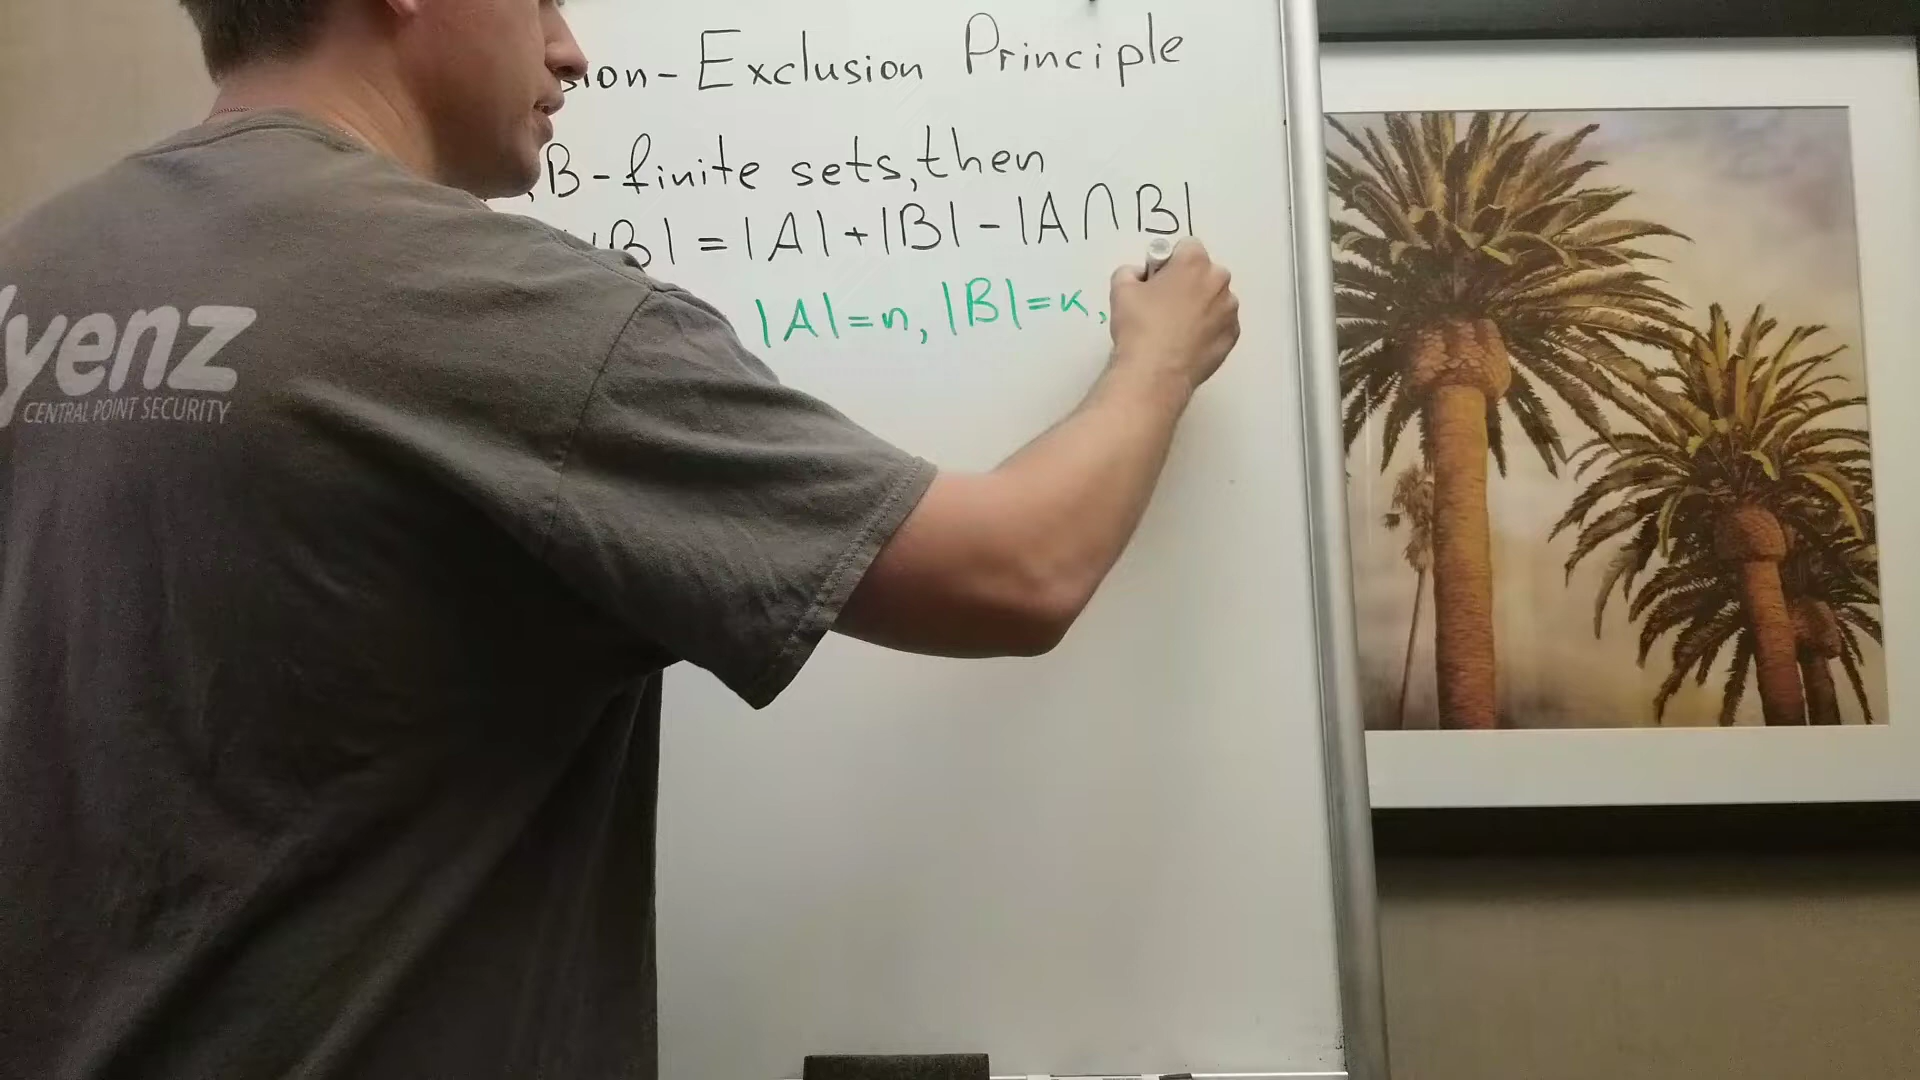 sion-Exclusion Principle
,B-finite sets, then
B|=|A|+|B|-|A∩B|
|A|=n, |B|=k,
yenz
CENTRAL POINT SECURITY